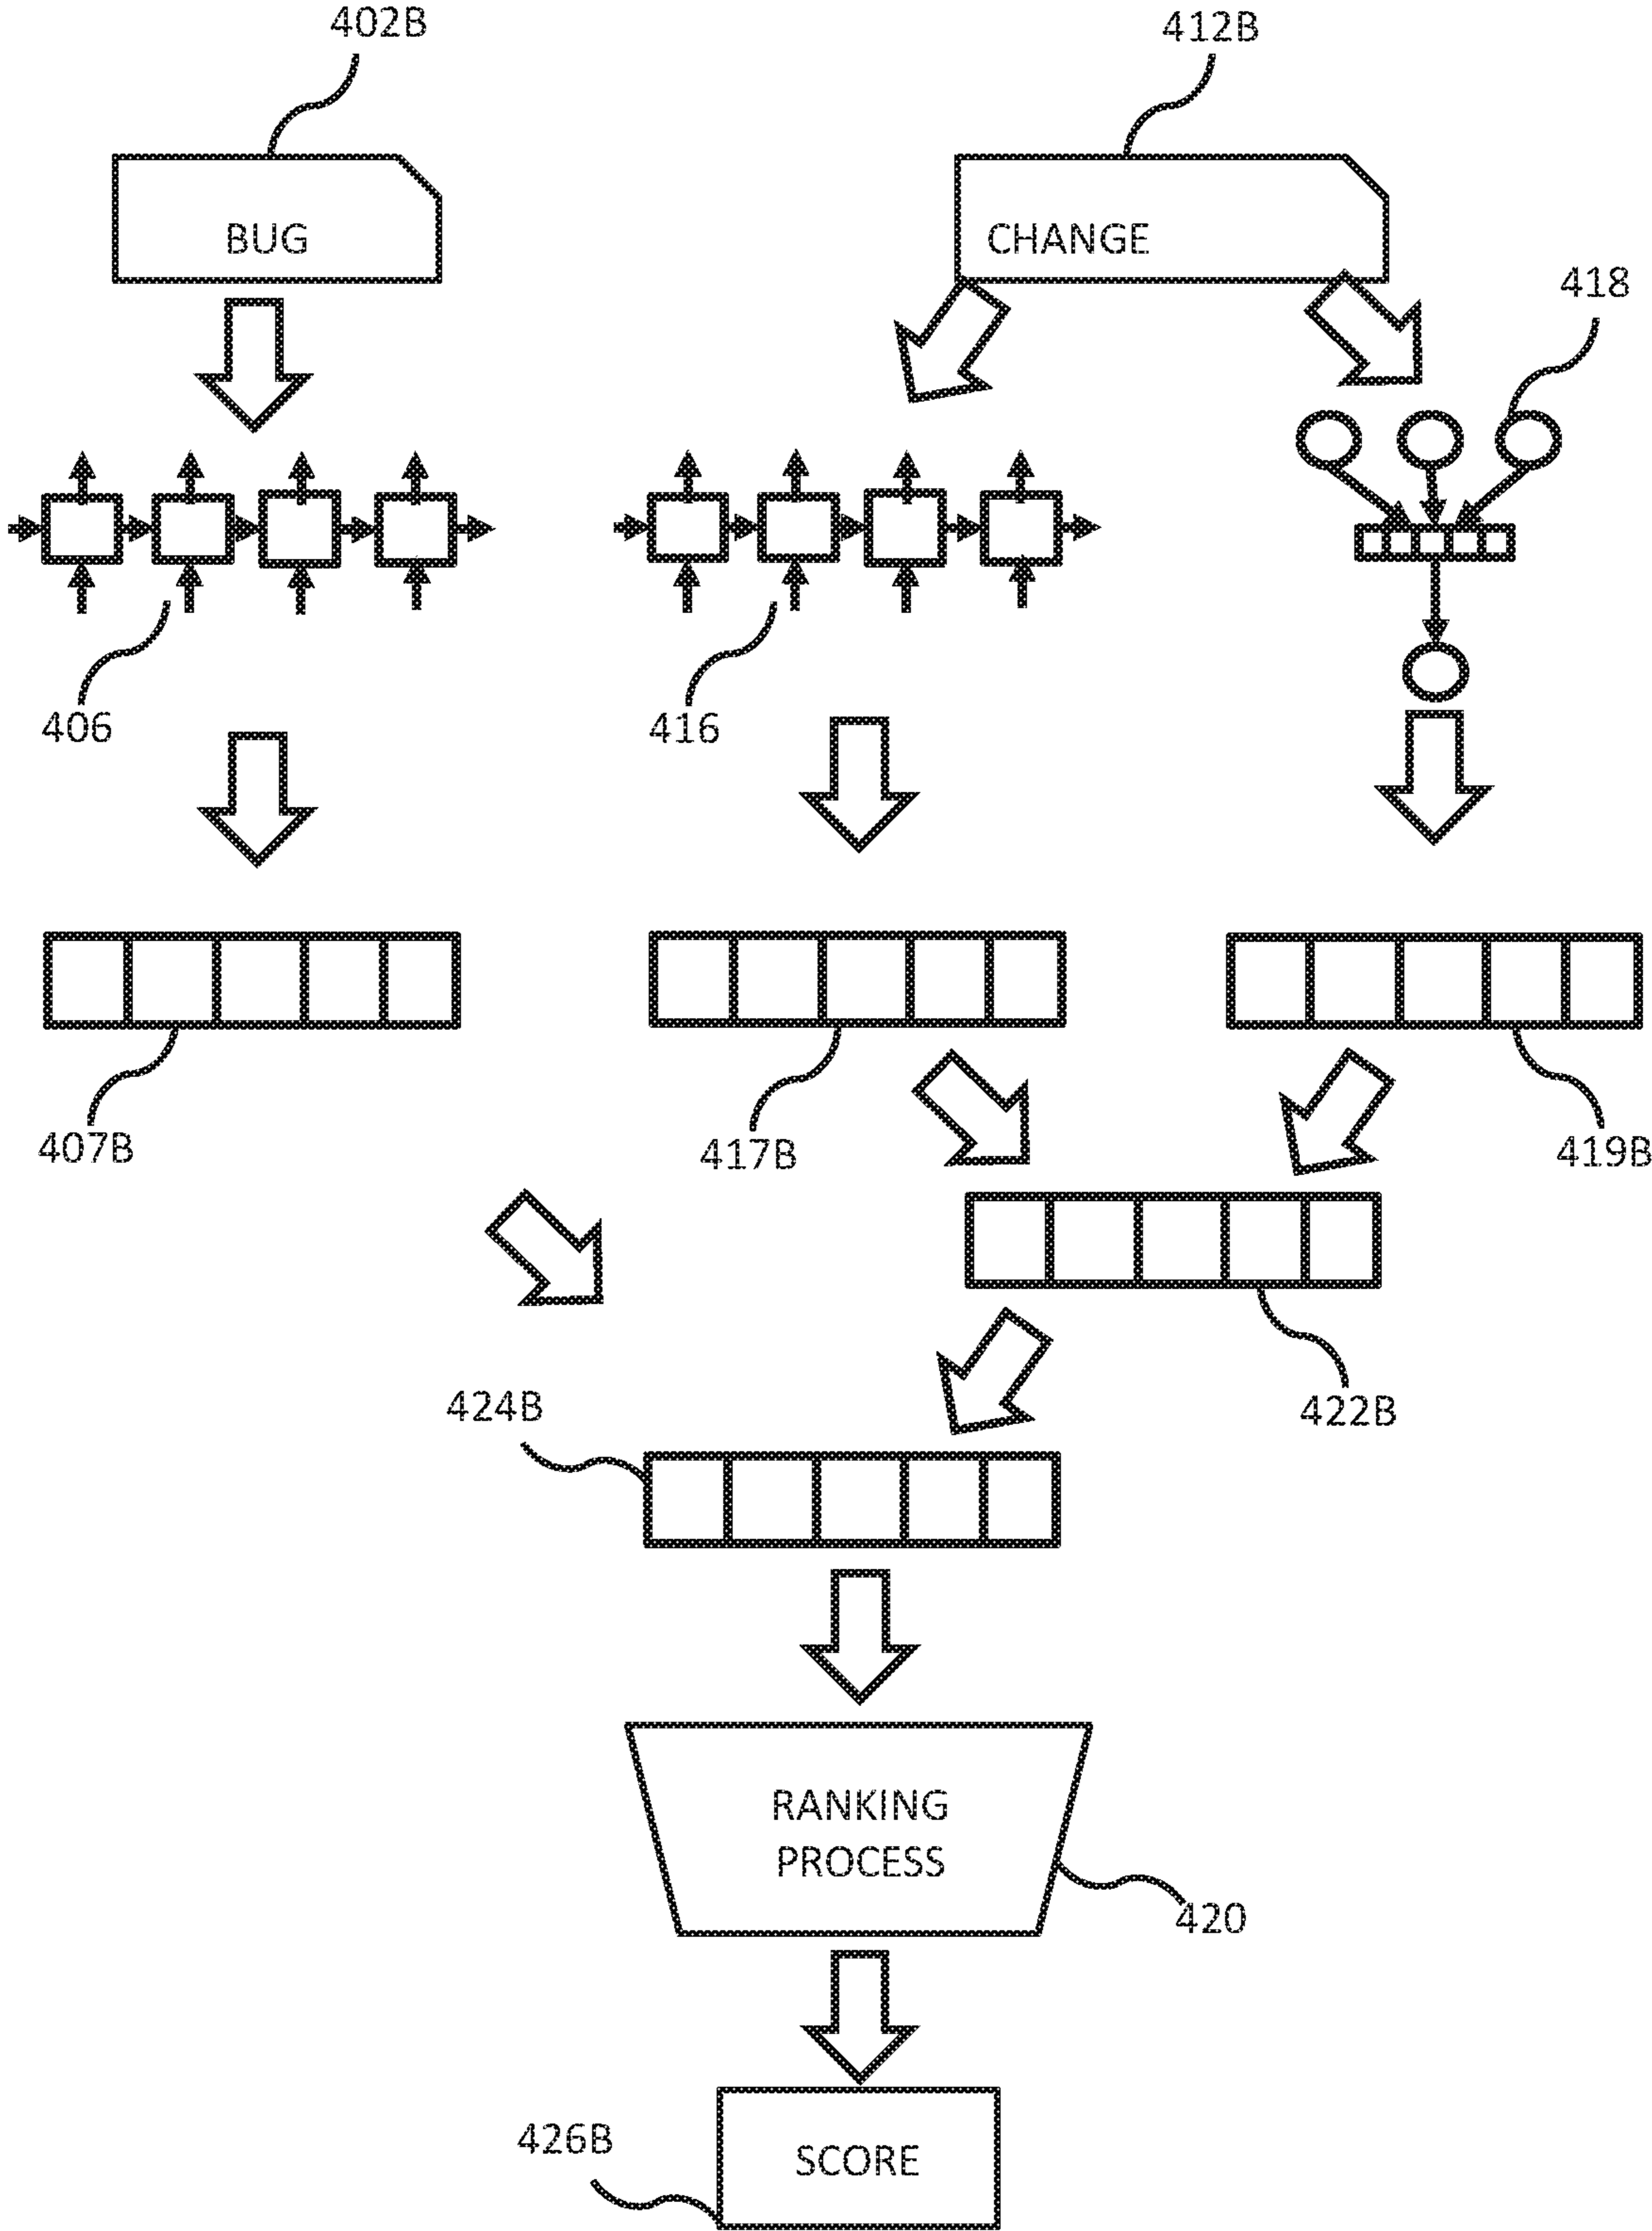 402B
412B
BUG
CHANGE
418
406
416
407B
417B
419B
422B
424B
RANKING
PROCESS
420
426B
SCORE